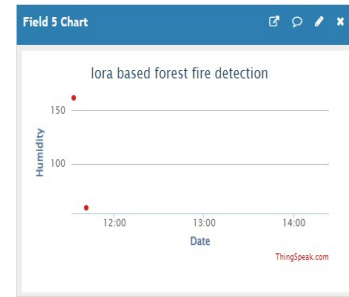 Field 5 Chart
lora based forest fire detection
150
100
Humidity
12:00 13:00 14:00
Date
ThingSpeak.com